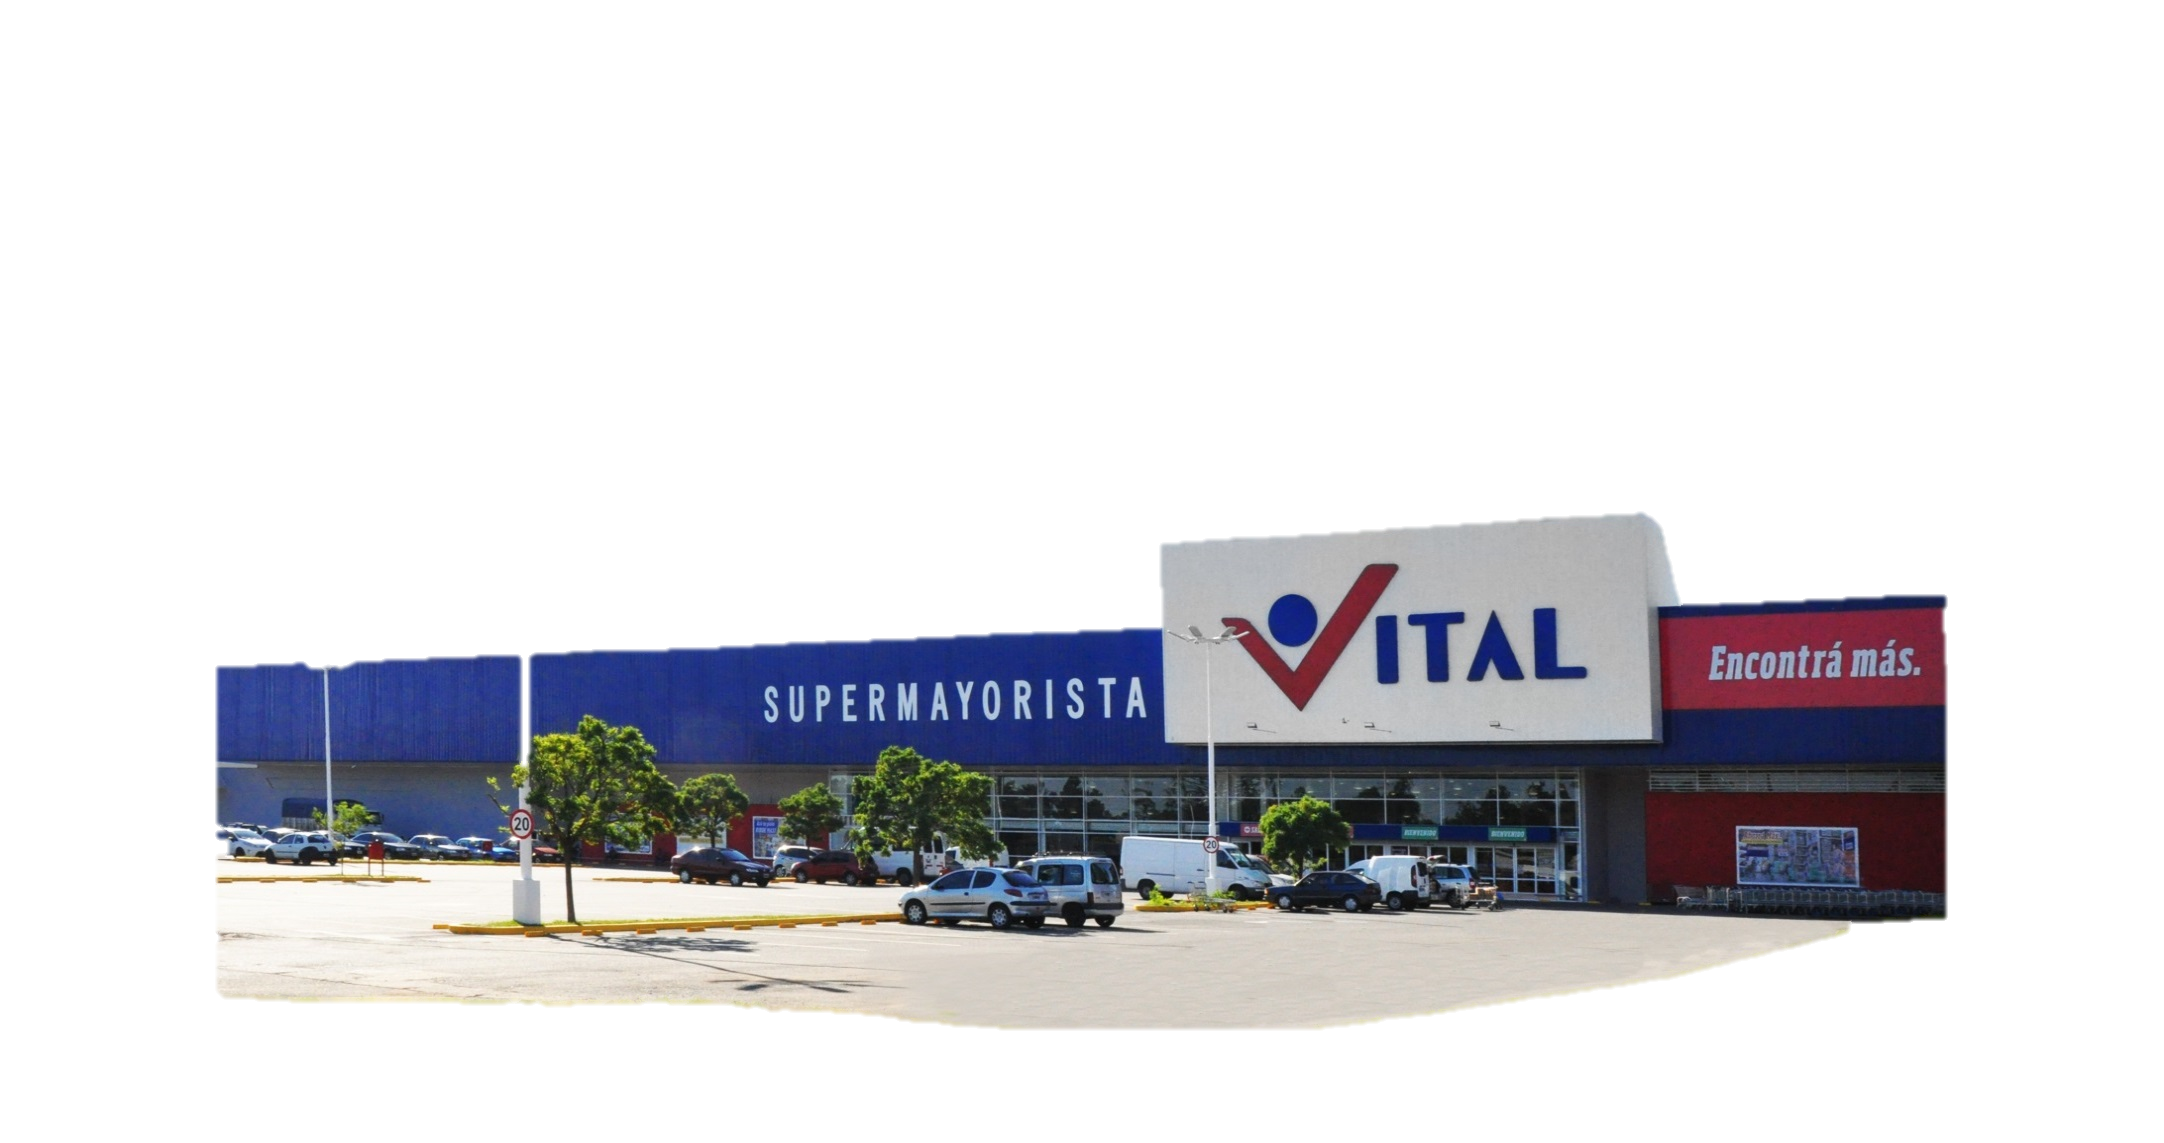 SUPERMAYORISTA
VITAL
Encontrá más.
20
20
BIENVENIDO
BIENVENIDO